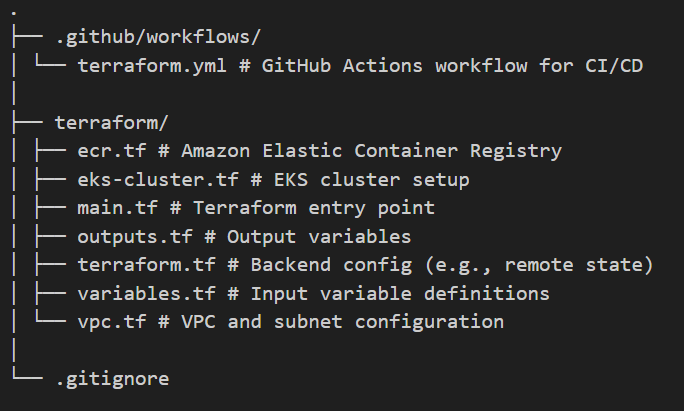 .
├── .github/workflows/
│ └── terraform.yml # GitHub Actions workflow for CI/CD
│
├── terraform/
│ ├── ecr.tf # Amazon Elastic Container Registry
│ ├── eks-cluster.tf # EKS cluster setup
│ ├── main.tf # Terraform entry point
│ ├── outputs.tf # Output variables
│ ├── terraform.tf # Backend config (e.g., remote state)
│ ├── variables.tf # Input variable definitions
│ └── vpc.tf # VPC and subnet configuration
│
└── .gitignore